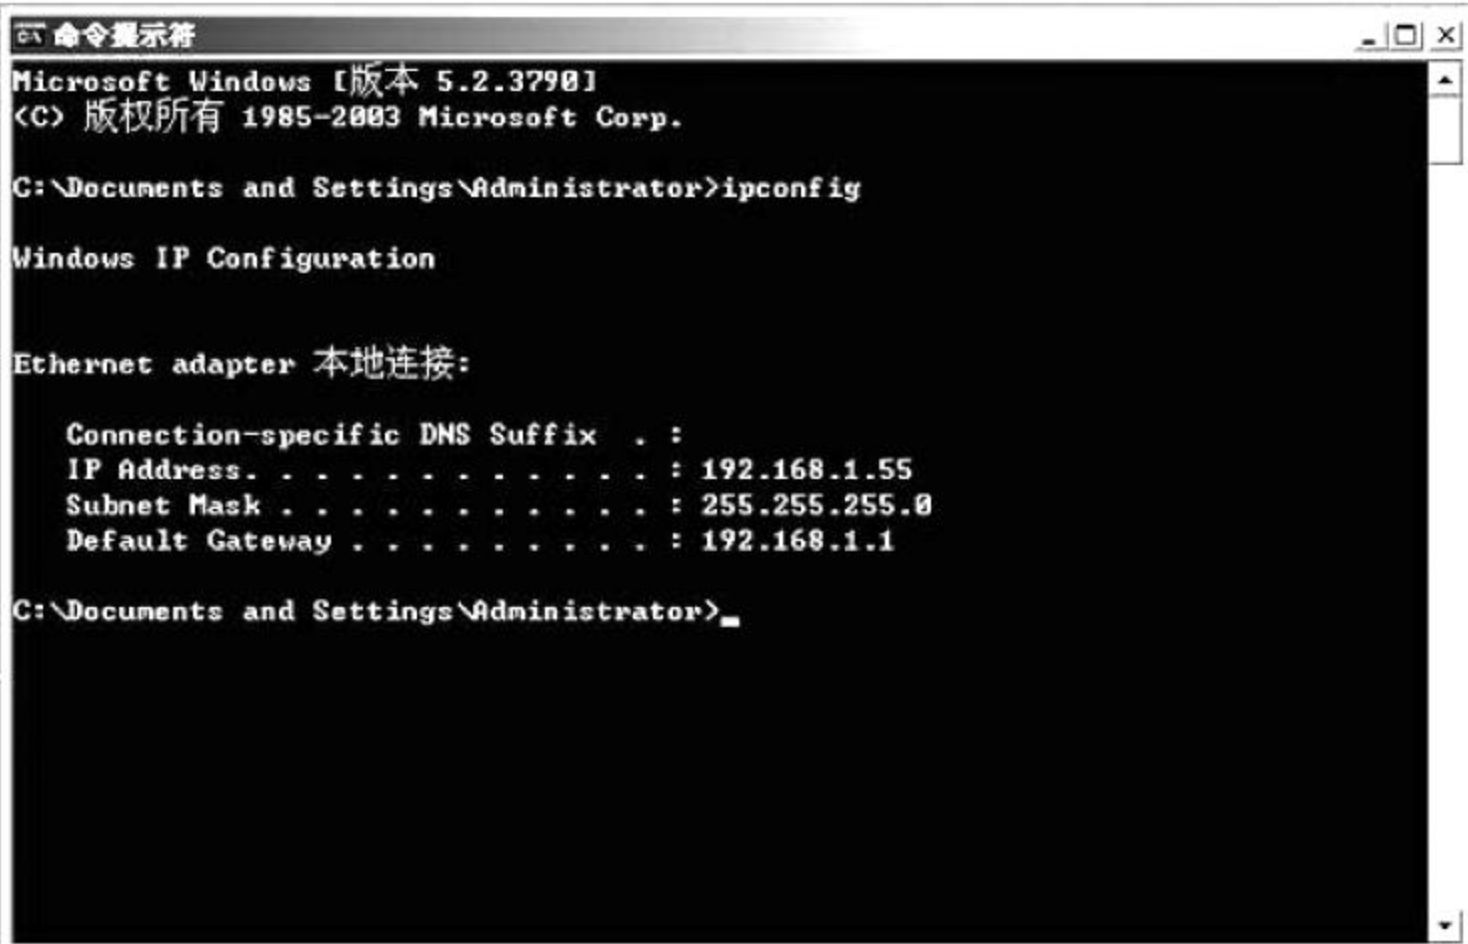 命令提示符
Microsoft Windows [版本 5.2.3790]
(C) 版权所有 1985-2003 Microsoft Corp.
C:\Documents and Settings\Administrator>ipconfig
Windows IP Configuration
Ethernet adapter 本地连接:
Connection-specific DNS Suffix . :
IP Address. . . . . . . . . . . . : 192.168.1.55
Subnet Mask . . . . . . . . . . . : 255.255.255.0
Default Gateway . . . . . . . . . : 192.168.1.1
C:\Documents and Settings\Administrator>_